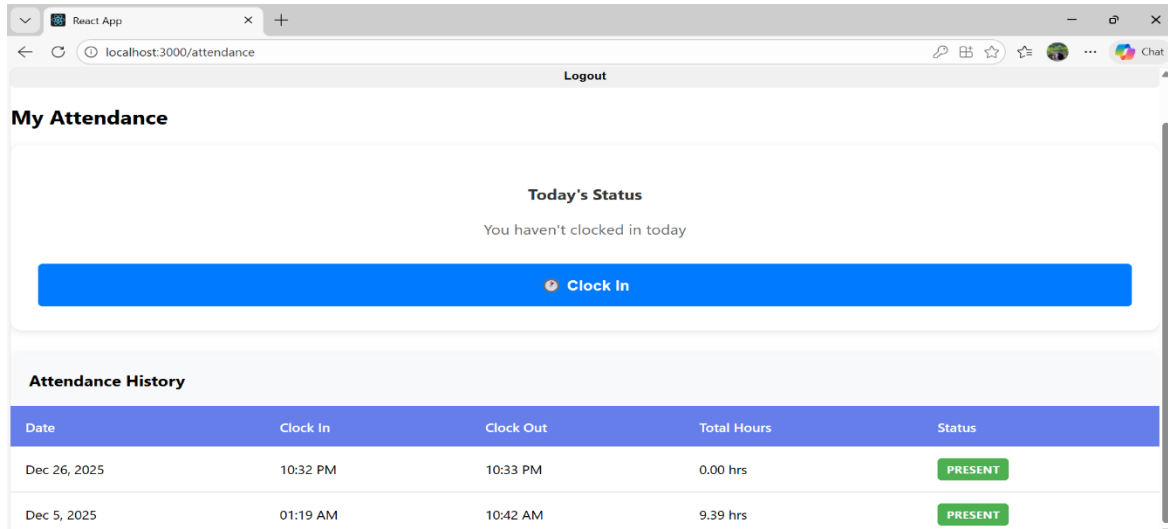 React App
localhost:3000/attendance
Chat
Logout
My Attendance
Today's Status
You haven't clocked in today
Clock In
Attendance History
Date Clock In Clock Out Total Hours Status
Dec 26, 2025 10:32 PM 10:33 PM 0.00 hrs PRESENT
Dec 5, 2025 01:19 AM 10:42 AM 9.39 hrs PRESENT